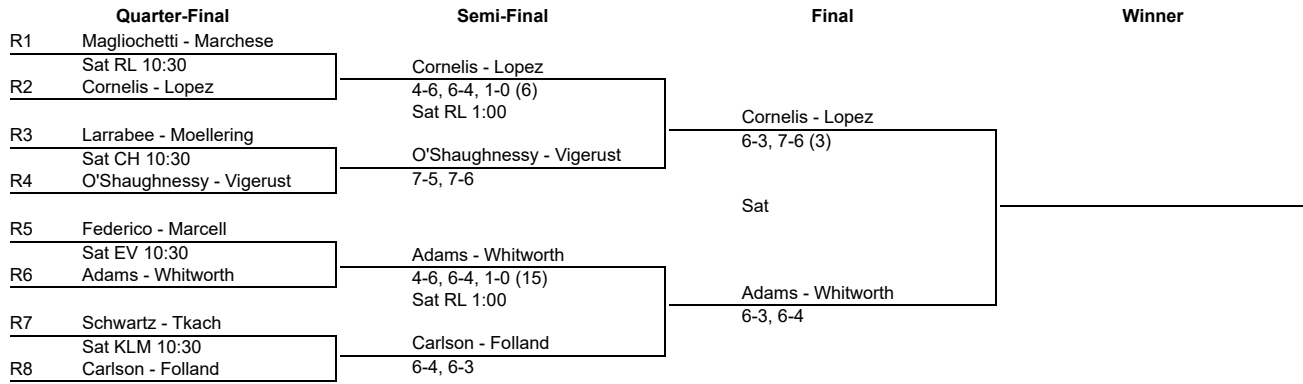 Quarter-Final Semi-Final Final Winner
R1 Magliochetti - Marchese
Sat RL 10:30
R2 Cornelis - Lopez
R3 Larrabee - Moellering
Sat CH 10:30
R4 O'Shaughnessy - Vigerust
R5 Federico - Marcell
Sat EV 10:30
R6 Adams - Whitworth
R7 Schwartz - Tkach
Sat KLM 10:30
R8 Carlson - Folland
Cornelis - Lopez
4-6, 6-4, 1-0 (6)
Sat RL 1:00
O'Shaughnessy - Vigerust
7-5, 7-6
Adams - Whitworth
4-6, 6-4, 1-0 (15)
Sat RL 1:00
Carlson - Folland
6-4, 6-3
Cornelis - Lopez
6-3, 7-6 (3)
Sat
Adams - Whitworth
6-3, 6-4